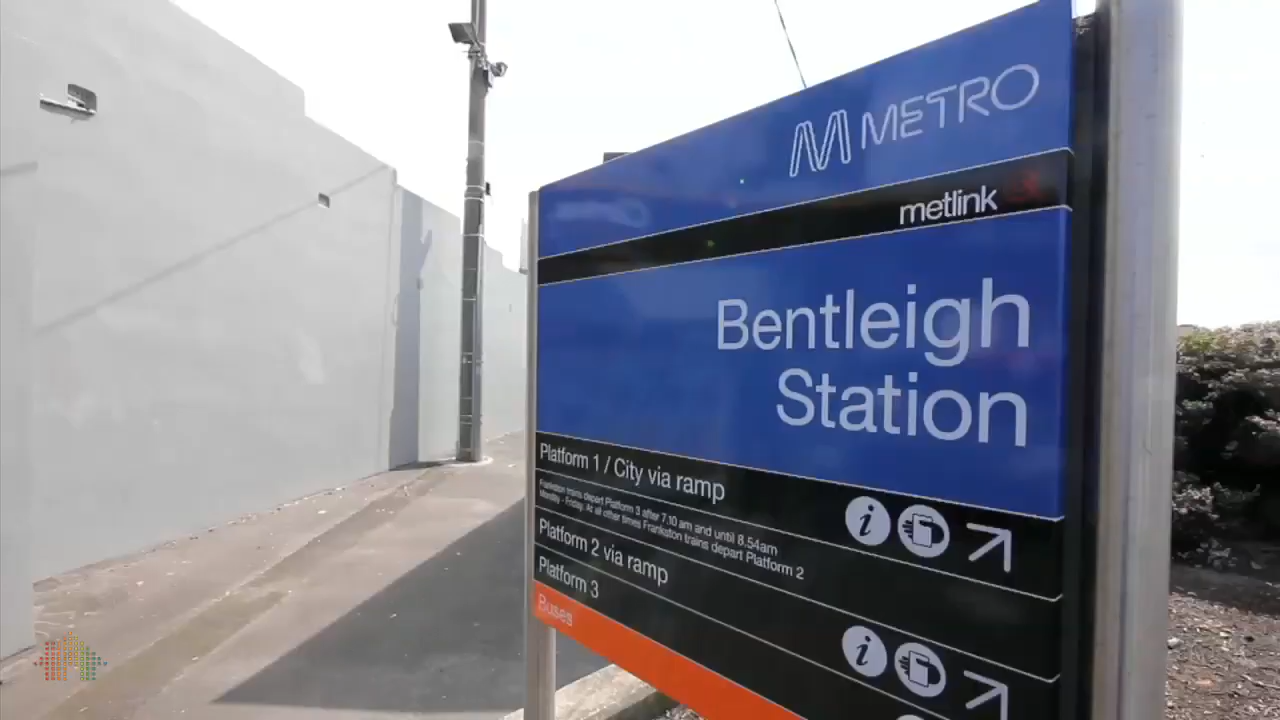 METRO
metlink
Bentleigh
Station
Platform 1 / City via ramp
Frankston trains depart Platform 3 after 7.10 am and until 8.54am
Monday - Friday. At all other times Frankston trains depart Platform 2
Platform 2 via ramp
Platform 3
Buses